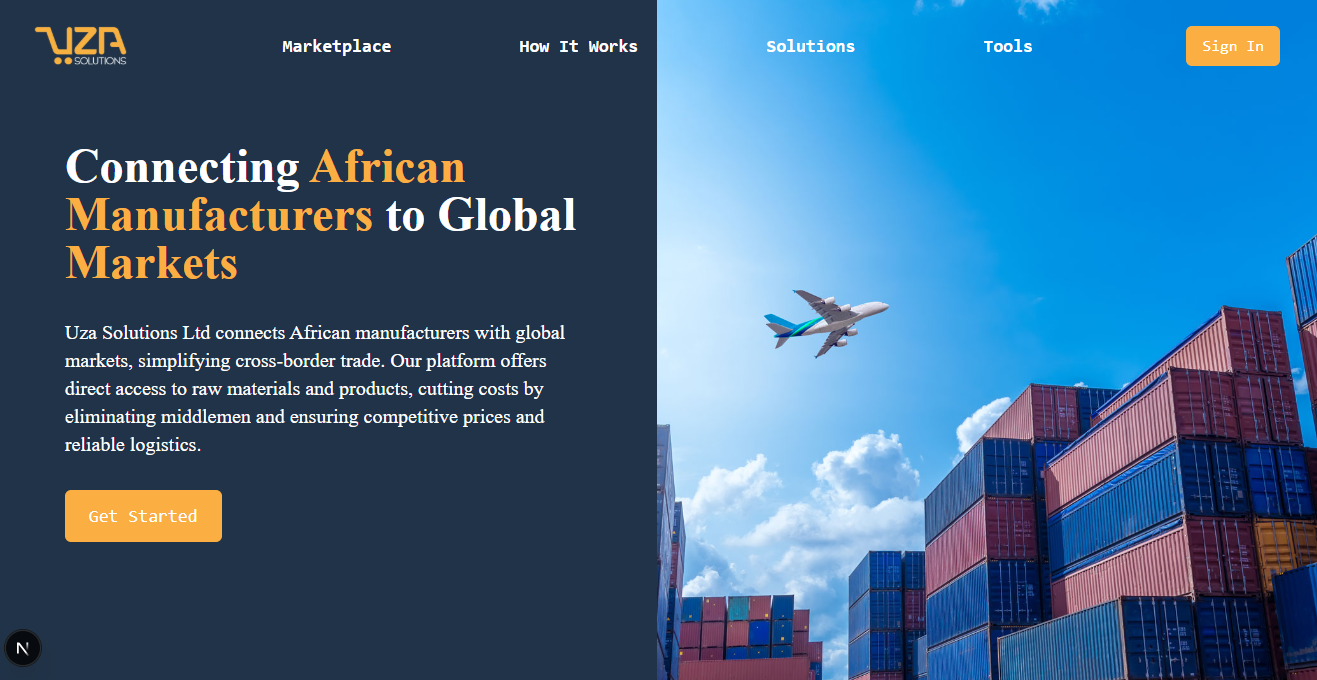 UZA
SOLUTIONS
Marketplace
How It Works
Solutions
Tools
Sign In
Connecting African
Manufacturers to Global
Markets
Uza Solutions Ltd connects African manufacturers with global
markets, simplifying cross-border trade. Our platform offers
direct access to raw materials and products, cutting costs by
eliminating middlemen and ensuring competitive prices and
reliable logistics.
Get Started
N